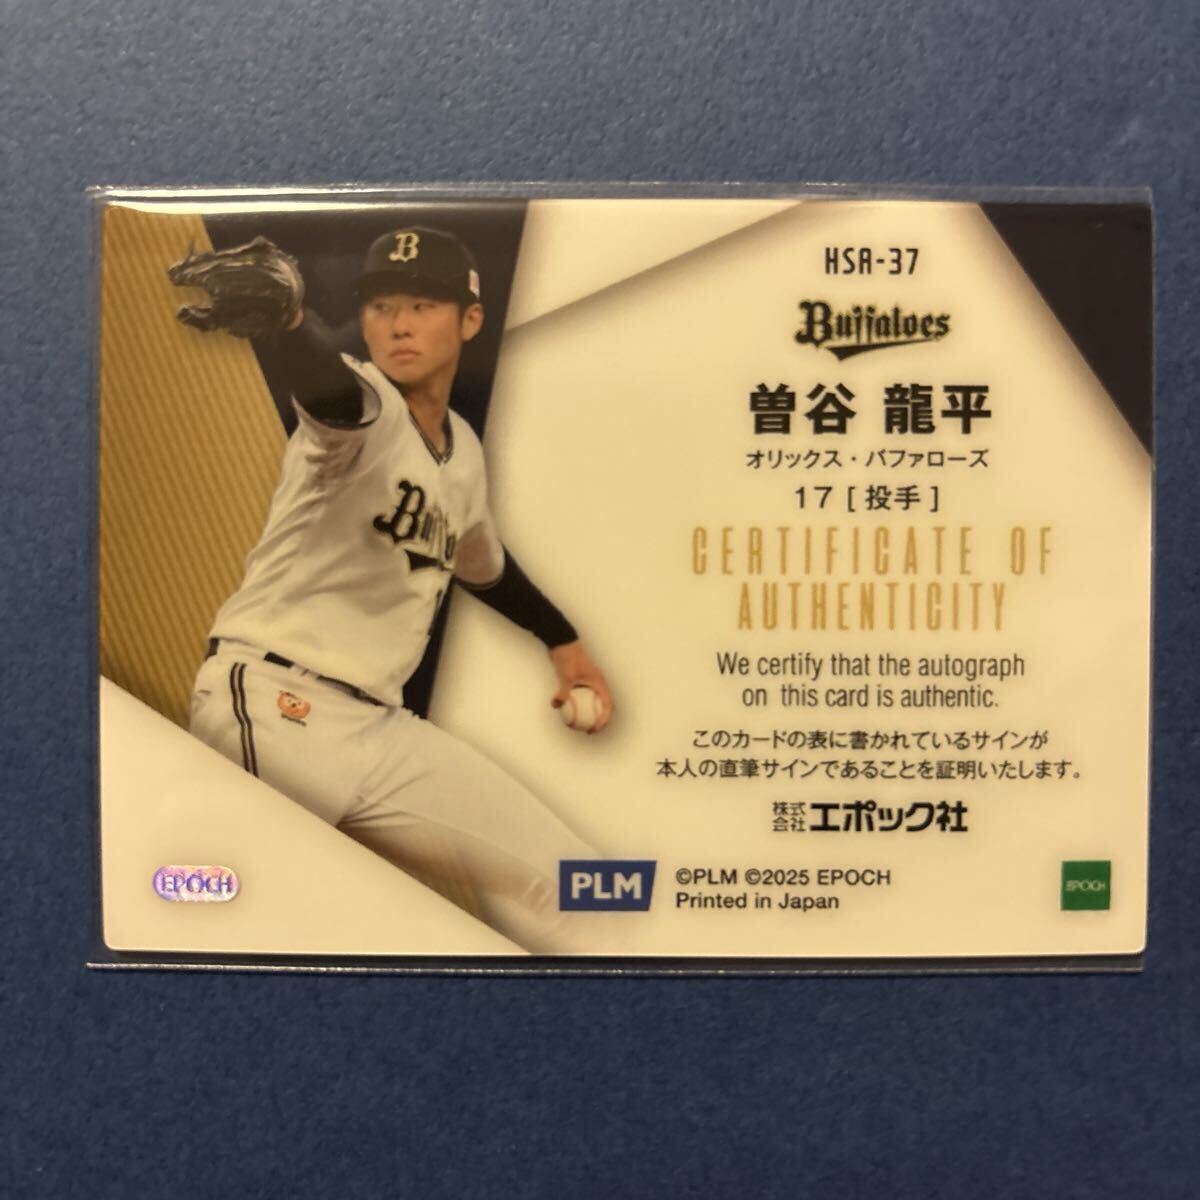 HSA-37
Buffaloes
曽谷 龍平
オリックス・バファローズ
17 [ 投手 ]
CERTIFICATE OF
AUTHENTICITY
We certify that the autograph
on this card is authentic.
このカードの表に書かれているサインが
本人の直筆サインであることを証明いたします。
株式会社エポック社
PLM
©PLM ©2025 EPOCH
Printed in Japan
EPOCH
EPOCH
B